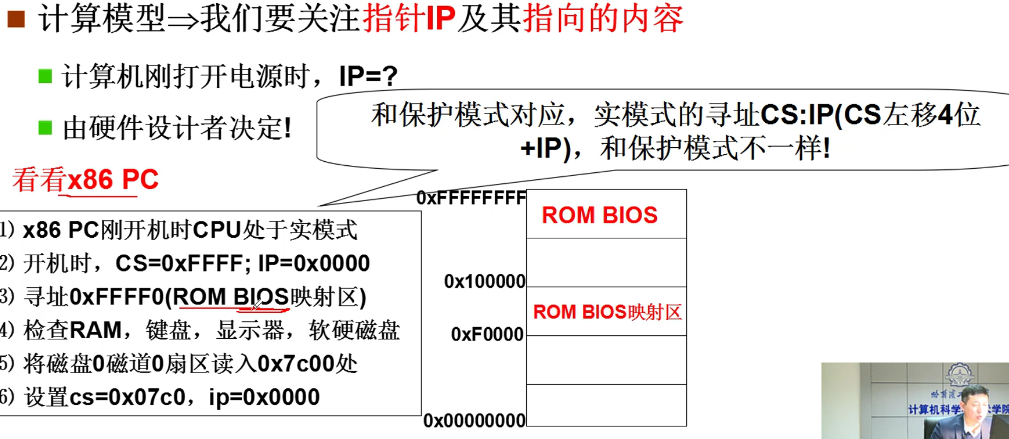 计算模型⇒我们要关注指针IP及其指向的内容
计算机刚打开电源时，IP=?
由硬件设计者决定!
和保护模式对应，实模式的寻址CS:IP(CS左移4位
+IP)，和保护模式不一样!
看看x86 PC
1) x86 PC刚开机时CPU处于实模式
2) 开机时，CS=0xFFFF; IP=0x0000
3) 寻址0xFFFF0(ROM BIOS映射区)
4) 检查RAM，键盘，显示器，软硬磁盘
5) 将磁盘0磁道0扇区读入0x7c00处
6) 设置cs=0x07c0，ip=0x0000
0xFFFFFFFF
ROM BIOS
0x100000
ROM BIOS映射区
0xF0000
0x00000000
计算机科学
术学院